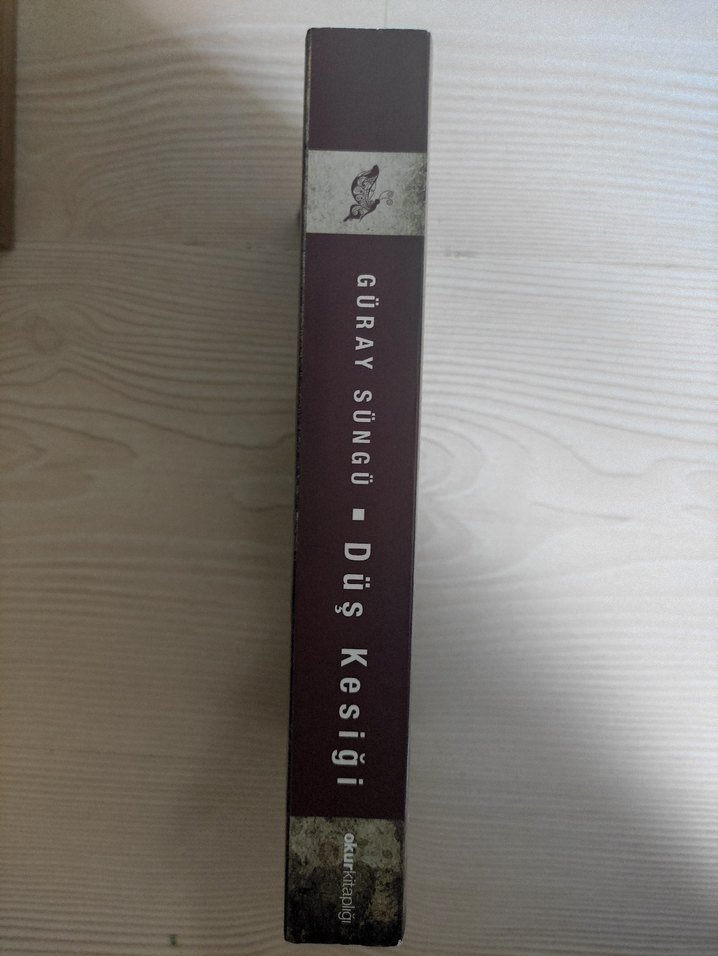 GÜRAY SÜNGÜ ■ Düş Kesiği
okurkitaplığı